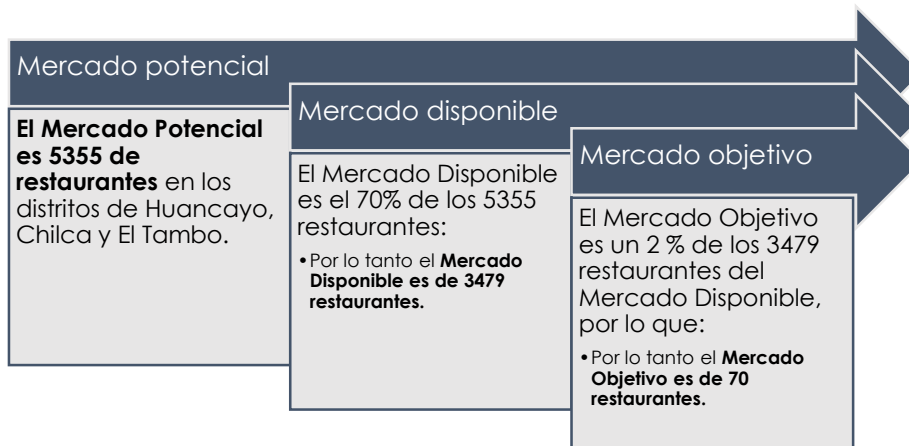 Mercado potencial
El Mercado Potencial
es 5355 de
restaurantes en los
distritos de Huancayo,
Chilca y El Tambo.
Mercado disponible
El Mercado Disponible
es el 70% de los 5355
restaurantes:
•Por lo tanto el Mercado
Disponible es de 3479
restaurantes.
Mercado objetivo
El Mercado Objetivo
es un 2 % de los 3479
restaurantes del
Mercado Disponible,
por lo que:
•Por lo tanto el Mercado
Objetivo es de 70
restaurantes.